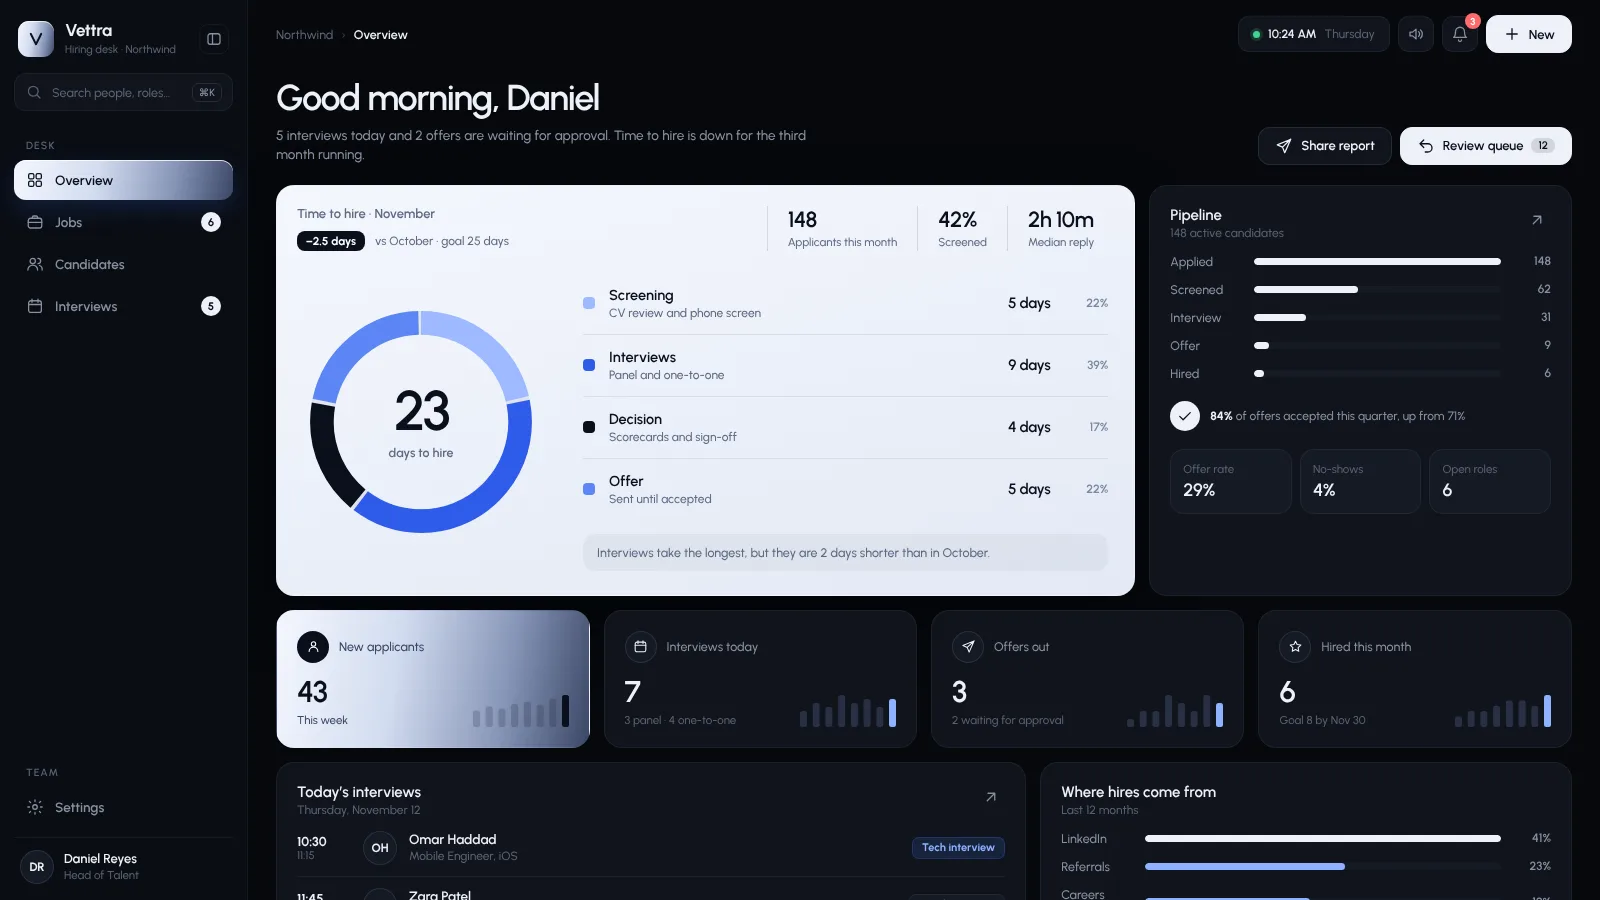 V
Vettra
Hiring desk · Northwind
Search people, roles...
⌘K
DESK
Overview
Jobs
6
Candidates
Interviews
5
TEAM
Settings
DR
Daniel Reyes
Head of Talent
Northwind › Overview
10:24 AM Thursday
3
New
Good morning, Daniel
5 interviews today and 2 offers are waiting for approval. Time to hire is down for the third
month running.
Share report
Review queue 12
Time to hire · November
−2.5 days vs October · goal 25 days
148
Applicants this month
42%
Screened
2h 10m
Median reply
23
days to hire
Screening
CV review and phone screen
5 days 22%
Interviews
Panel and one-to-one
9 days 39%
Decision
Scorecards and sign-off
4 days 17%
Offer
Sent until accepted
5 days 22%
Interviews take the longest, but they are 2 days shorter than in October.
Pipeline
148 active candidates
Applied 148
Screened 62
Interview 31
Offer 9
Hired 6
84% of offers accepted this quarter, up from 71%
Offer rate
29%
No-shows
4%
Open roles
6
New applicants
43
This week
Interviews today
7
3 panel · 4 one-to-one
Offers out
3
2 waiting for approval
Hired this month
6
Goal 8 by Nov 30
Today's interviews
Thursday, November 12
10:30
11:15
OH
Omar Haddad
Mobile Engineer, iOS
Tech interview
11:45
Zara Patel
Where hires come from
Last 12 months
LinkedIn 41%
Referrals 23%
Careers